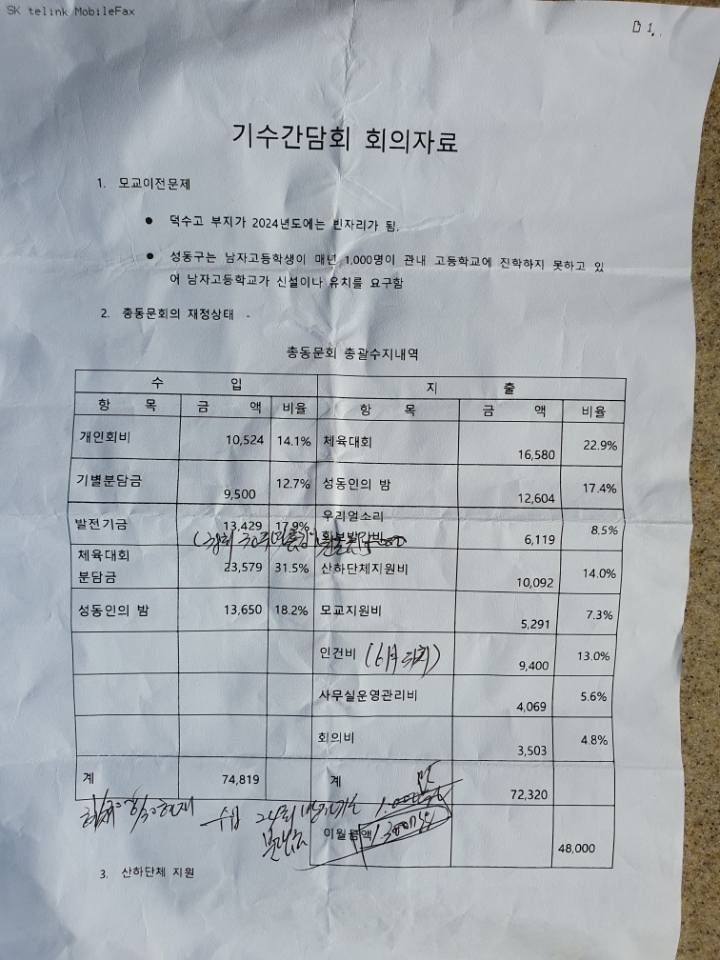 SK telink MobileFax
기수간담회 회의자료
1. 모교이전문제
● 덕수고 부지가 2024년도에는 빈자리가 됨.
● 성동구는 남자고등학생이 매년 1,000명이 관내 고등학교에 진학하지 못하고 있
어 남자고등학교가 신설이나 유치를 요구함
2. 총동문회의 재정상태 -
총동문회 총괄수지내역
수 입 지 출
항 목 금 액 비율 항 목 금 액 비율
개인회비 10,524 14.1% 체육대회 16,580 22.9%
기별분담금 9,500 12.7% 성동인의 밤 12,604 17.4%
발전기금 13,429 17.9% 우리얼소리 6,119 8.5%
체육대회
분담금 23,579 31.5% 산하단체지원비 10,092 14.0%
성동인의 밤 13,650 18.2% 모교지원비 5,291 7.3%
인건비 9,400 13.0%
사무실운영관리비 4,069 5.6%
회의비 3,503 4.8%
계 74,819 계 72,320
이월금액 48,000
3. 산하단체 지원